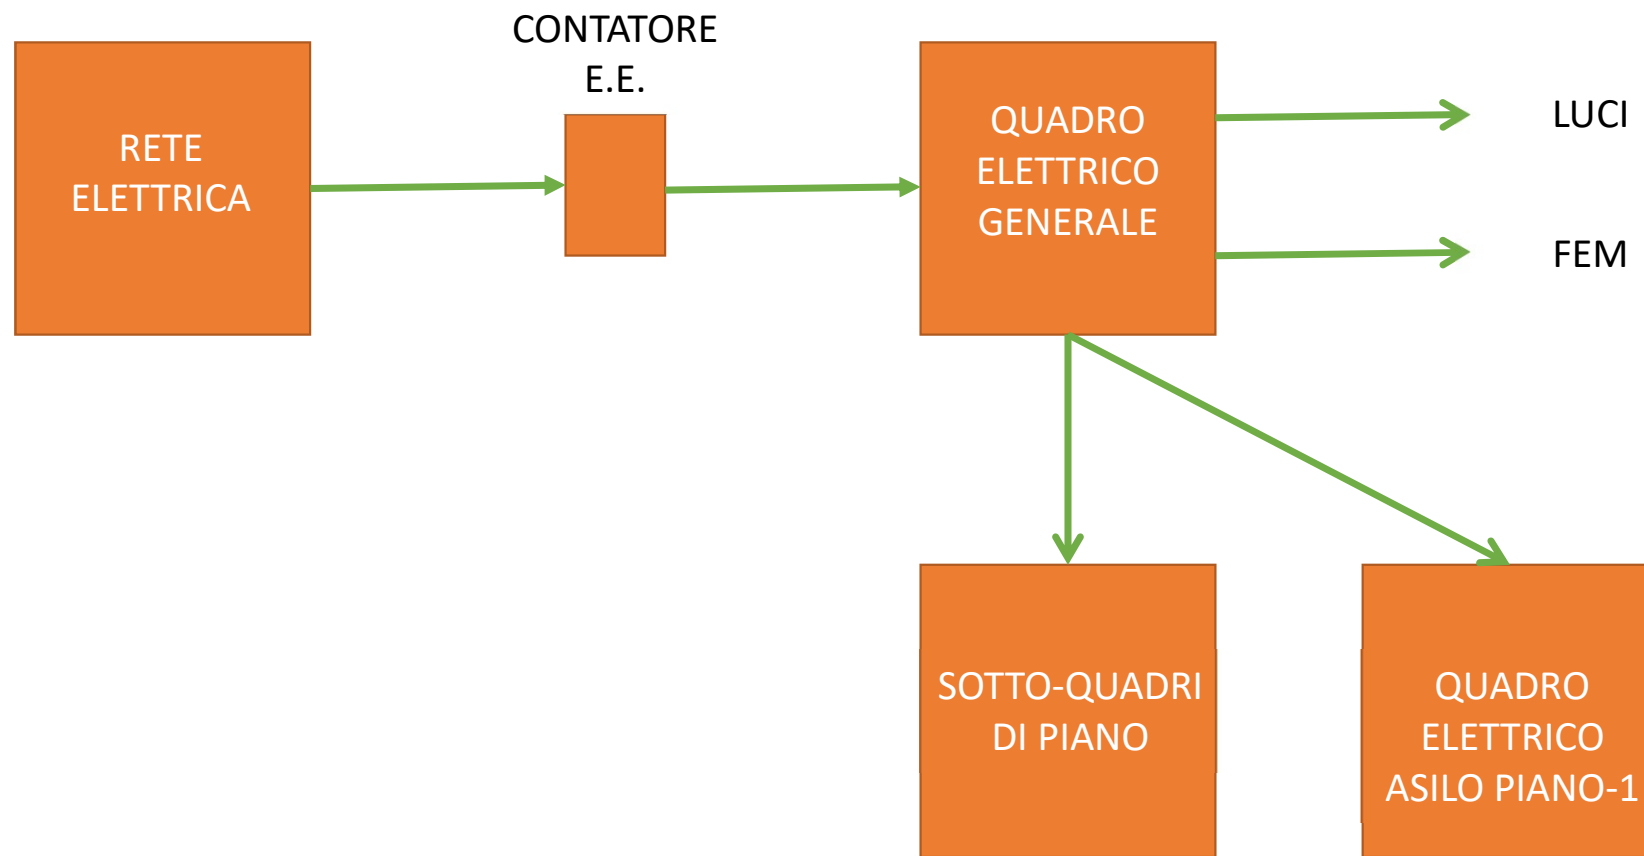 CONTATORE
E.E.
RETE
ELETTRICA
QUADRO
ELETTRICO
GENERALE
LUCI
FEM
SOTTO-QUADRI
DI PIANO
QUADRO
ELETTRICO
ASILO PIANO-1